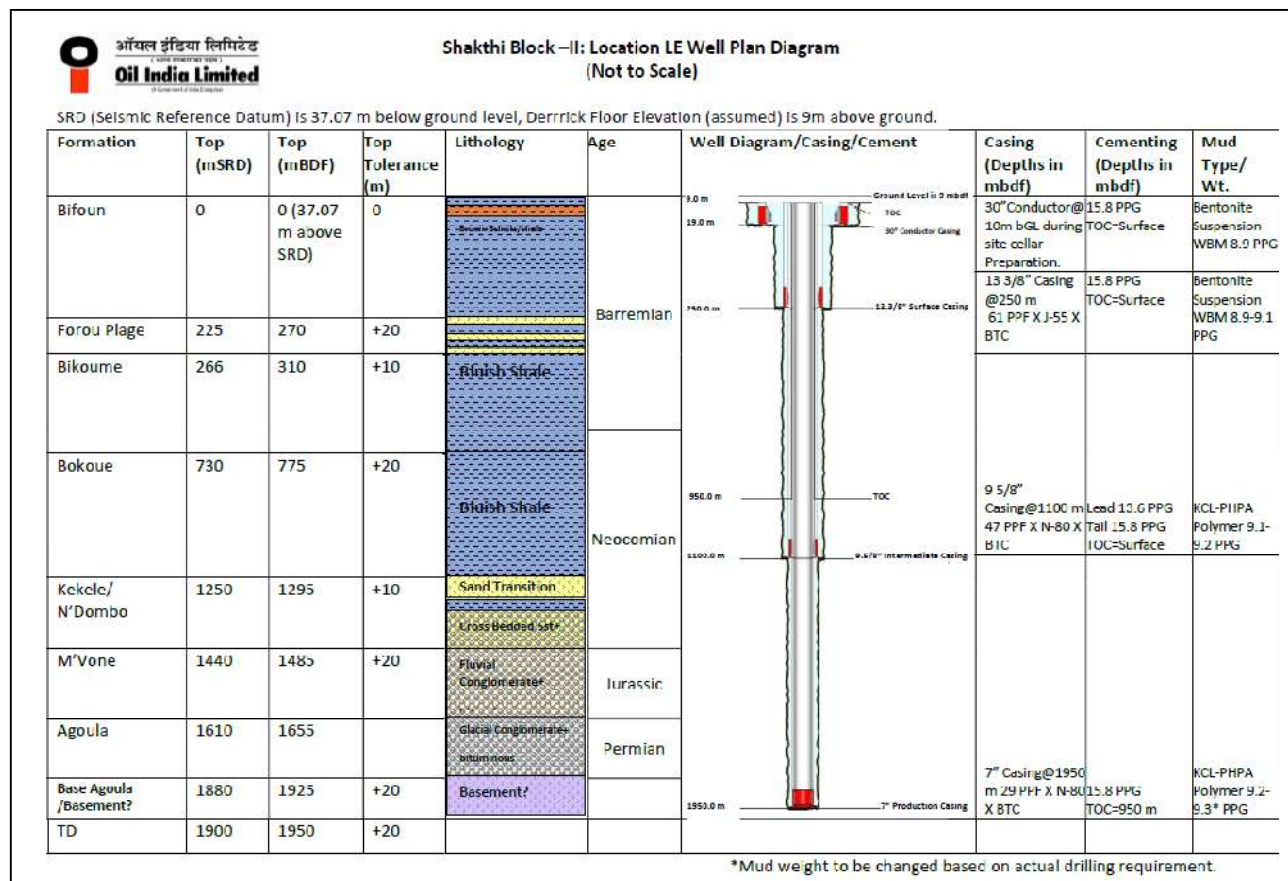 ऑयल इंडिया लिमिटेड
Oil India Limited
Shakthi Block –II: Location LE Well Plan Diagram
(Not to Scale)
SRD (Seismic Reference Datum) is 37.07 m below ground level, Derrrick Floor Elevation (assumed) is 9m above ground.
Formation
Top
(mSRD)
Top
(mBDF)
Top
Tolerance
(m)
Lithology
Age
Well Diagram/Casing/Cement
Casing
(Depths in
mbdf)
Cementing
(Depths in
mbdf)
Mud
Type/
Wt.
Bifoun
0
0 (37.07
m above
SRD)
0
Forou Plage
225
270
+20
Bikoume
266
310
+10
Bluish Shale
Bokoue
730
775
+20
Bluish Shale
Kekele/
N'Dombo
1250
1295
+10
Sand Transition
Cross Bedded Sst+
M'Vone
1440
1485
+20
Fluvial
Conglomerate+
Agoula
1610
1655
Glacial Conglomerate+
bituminous
Base Agoula
/Basement?
1880
1925
+20
Basement?
TD
1900
1950
+20
Barremian
Neocomian
Jurassic
Permian
9.0 m
Ground Level is 9 mbdf
TOC
19.0 m
30" Conductor Casing
250.0 m
13.3/8" Surface Casing
950.0 m
TOC
1100.0 m
9.5/8" Intermediate Casing
1950.0 m
7" Production Casing
30"Conductor@
10m bGL during
site cellar
Preparation.
15.8 PPG
TOC=Surface
Bentonite
Suspension
WBM 8.9 PPG
13 3/8" Casing
@250 m
61 PPF X J-55 X
BTC
15.8 PPG
TOC=Surface
Bentonite
Suspension
WBM 8.9-9.1
PPG
9 5/8"
Casing@1100 m
47 PPF X N-80 X
BTC
Lead 13.6 PPG
Tail 15.8 PPG
TOC=Surface
KCL-PHPA
Polymer 9.1-
9.2 PPG
7" Casing@1950
m 29 PPF X N-80
X BTC
15.8 PPG
TOC=950 m
KCL-PHPA
Polymer 9.2-
9.3* PPG
*Mud weight to be changed based on actual drilling requirement.